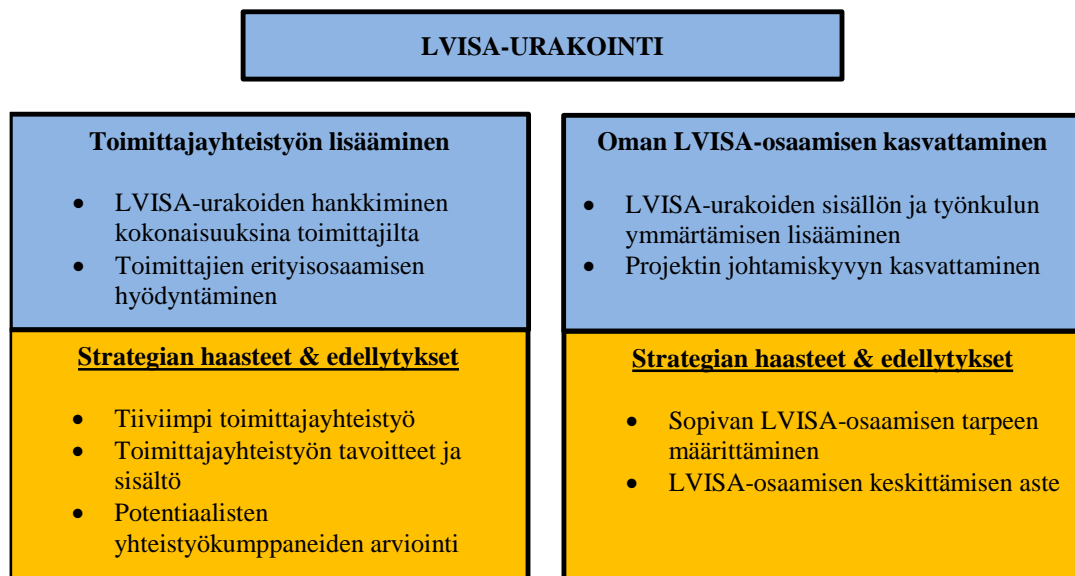 LVISA-URAKOINTI
Toimittajayhteistyön lisääminen
• LVISA-urakoiden hankkiminen
kokonaisuuksina toimittajilta
• Toimittajien erityisosaamisen
hyödyntäminen
Strategian haasteet & edellytykset
• Tiiviimpi toimittajayhteistyö
• Toimittajayhteistyön tavoitteet ja
sisältö
• Potentiaalisten
yhteistyökumppaneiden arviointi
Oman LVISA-osaamisen kasvattaminen
• LVISA-urakoiden sisällön ja työnkulun
ymmärtämisen lisääminen
• Projektin johtamiskyvyn kasvattaminen
Strategian haasteet & edellytykset
• Sopivan LVISA-osaamisen tarpeen
määrittäminen
• LVISA-osaamisen keskittämisen aste